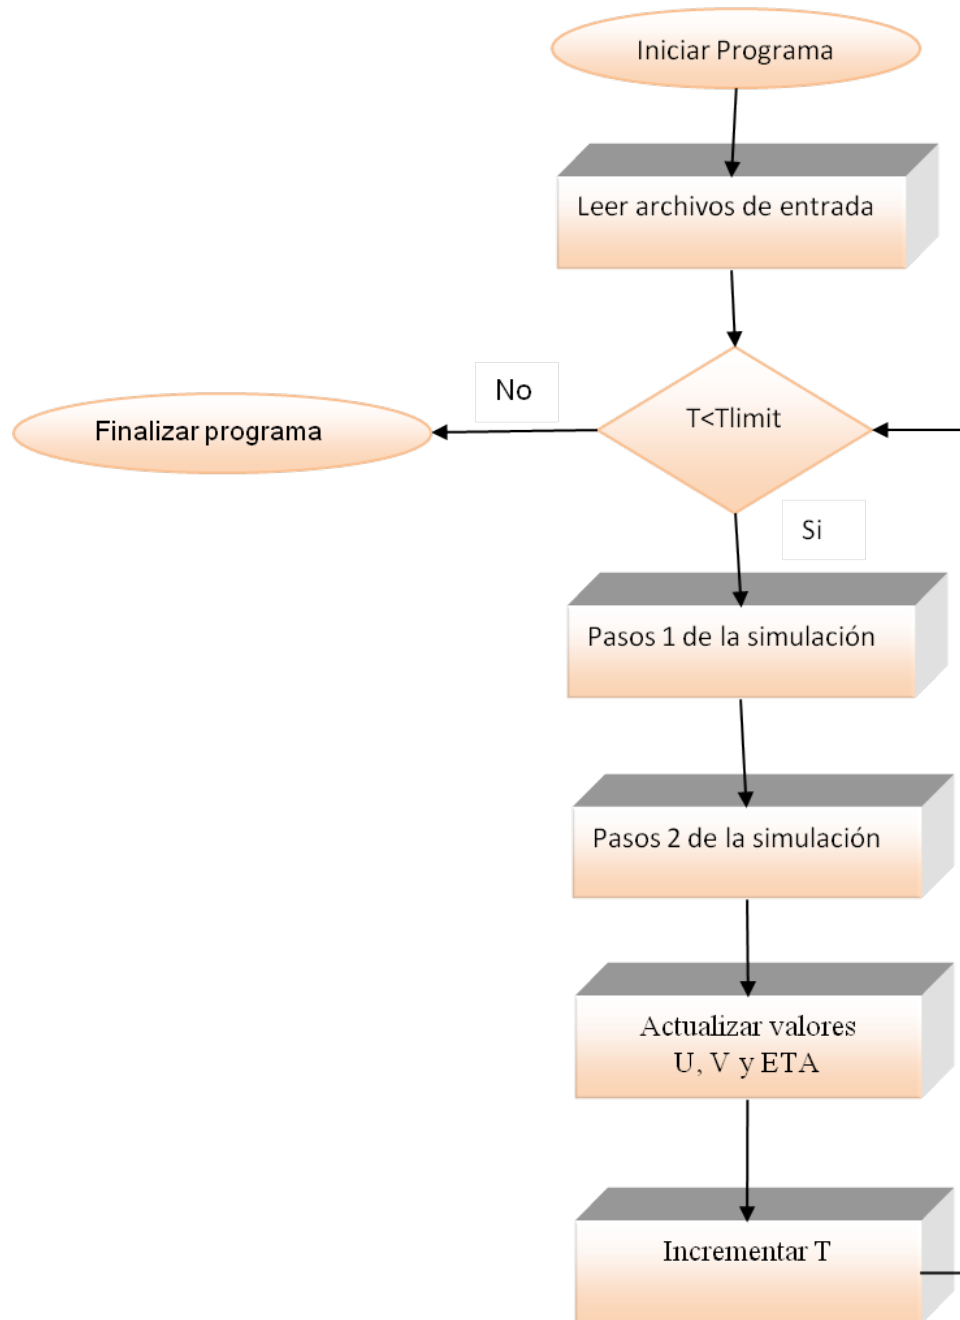 Iniciar Programa
Leer archivos de entrada
T<Tlimit
No
Finalizar programa
Si
Pasos 1 de la simulación
Pasos 2 de la simulación
Actualizar valores
U, V y ETA
Incrementar T